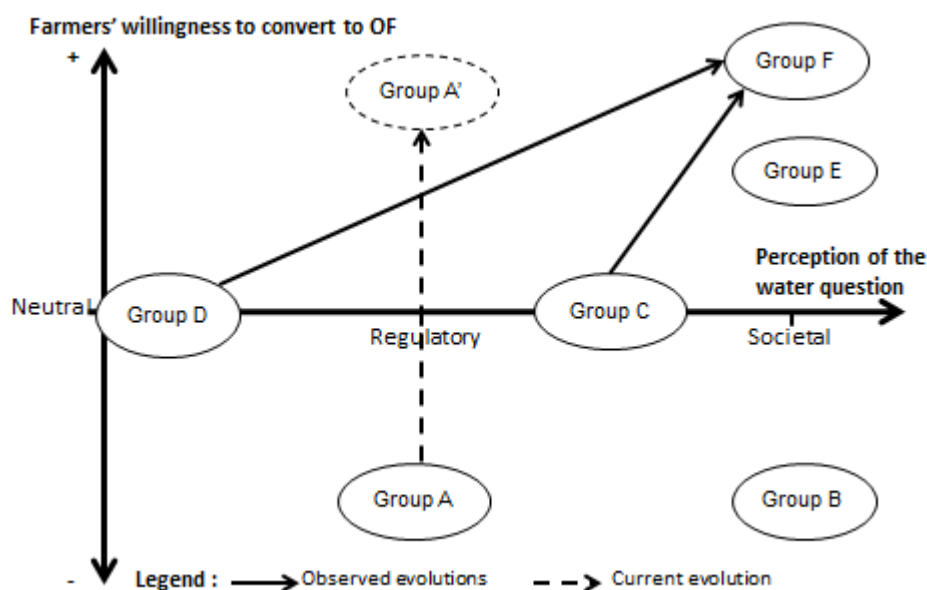 Farmers' willingness to convert to OF
+
Group F
Group A'
Group E
Perception of the
water question
Neutral
Group D
Group C
Regulatory
Societal
Group A
Group B
-
Legend :
Observed evolutions
Current evolution